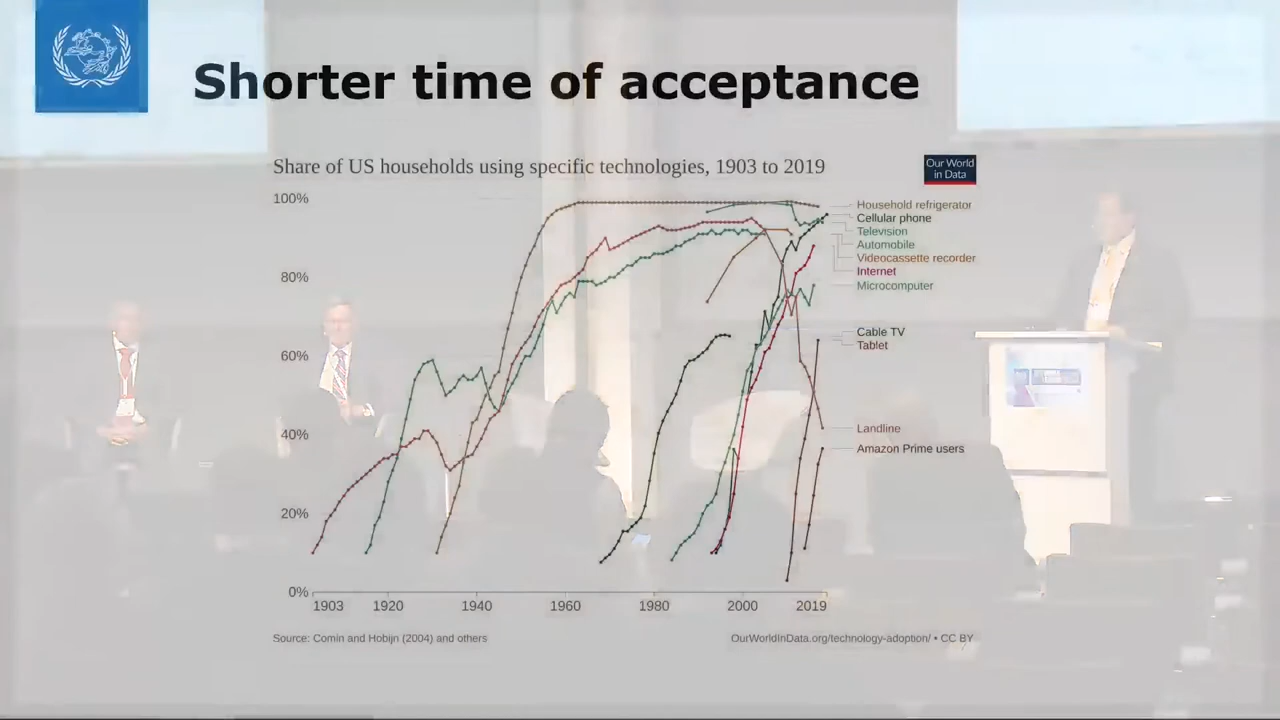 Shorter time of acceptance
Share of US households using specific technologies, 1903 to 2019
Our World
in Data
100%
80%
60%
40%
20%
0%
1903
1920
1940
1960
1980
2000
2019
Household refrigerator
Cellular phone
Television
Automobile
Videocassette recorder
Internet
Microcomputer
Cable TV
Tablet
Landline
Amazon Prime users
Source: Comin and Hobijn (2004) and others
OurWorldInData.org/technology-adoption/ • CC BY